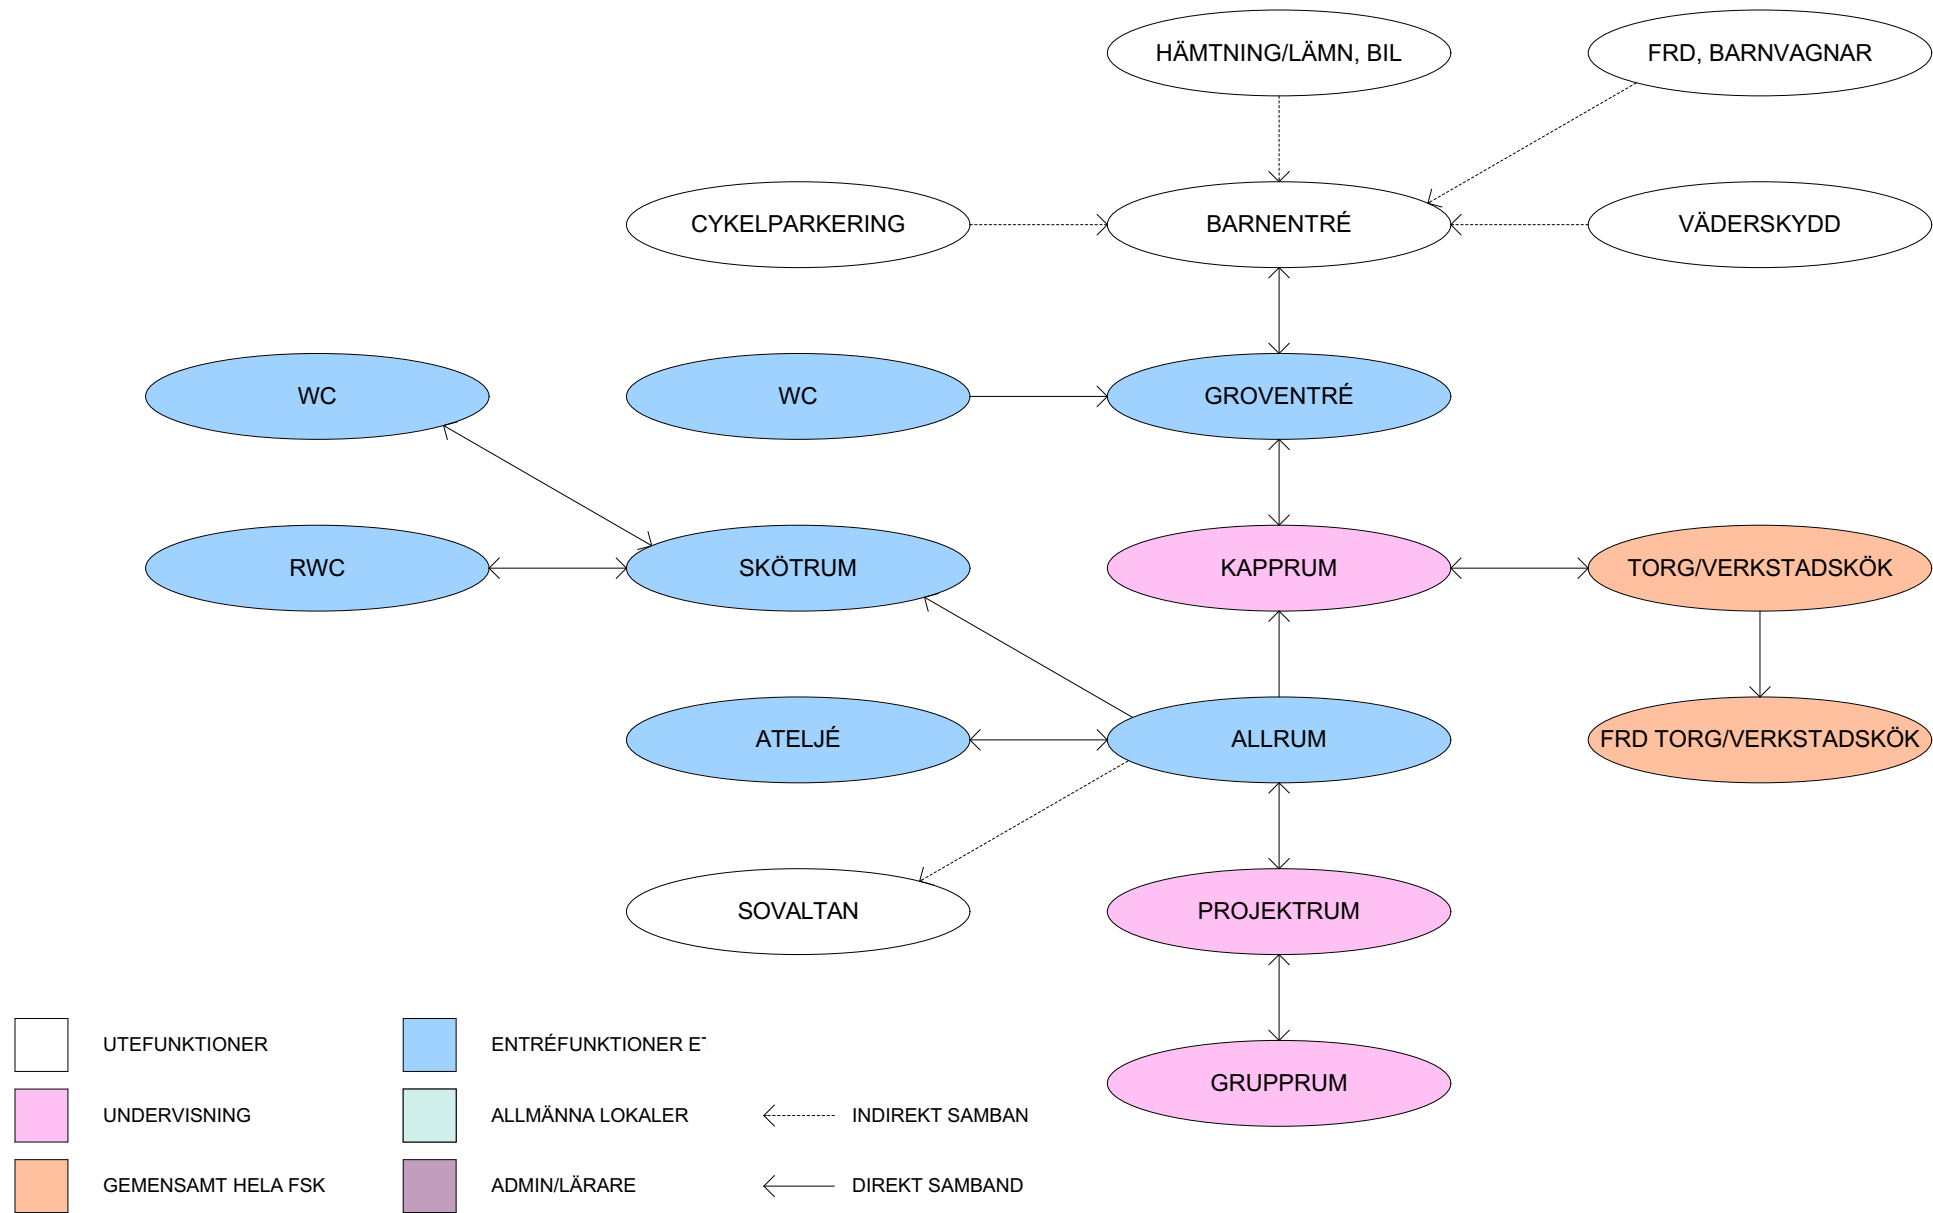 HÄMTNING/LÄMN, BIL
FRD, BARNVAGNAR
CYKELPARKERING
BARNENTRÉ
VÄDERSKYDD
WC
WC
GROVENTRÉ
RWC
SKÖTRUM
KAPPRUM
TORG/VERKSTADSKÖK
ATELJÉ
ALLRUM
FRD TORG/VERKSTADSKÖK
SOVALTAN
PROJEKTRUM
GRUPPRUM
UTEFUNKTIONER
ENTRÉFUNKTIONER
UNDERVISNING
ALLMÄNNA LOKALER
INDIREKT SAMBAN
GEMENSAMT HELA FSK
ADMIN/LÄRARE
DIREKT SAMBAND